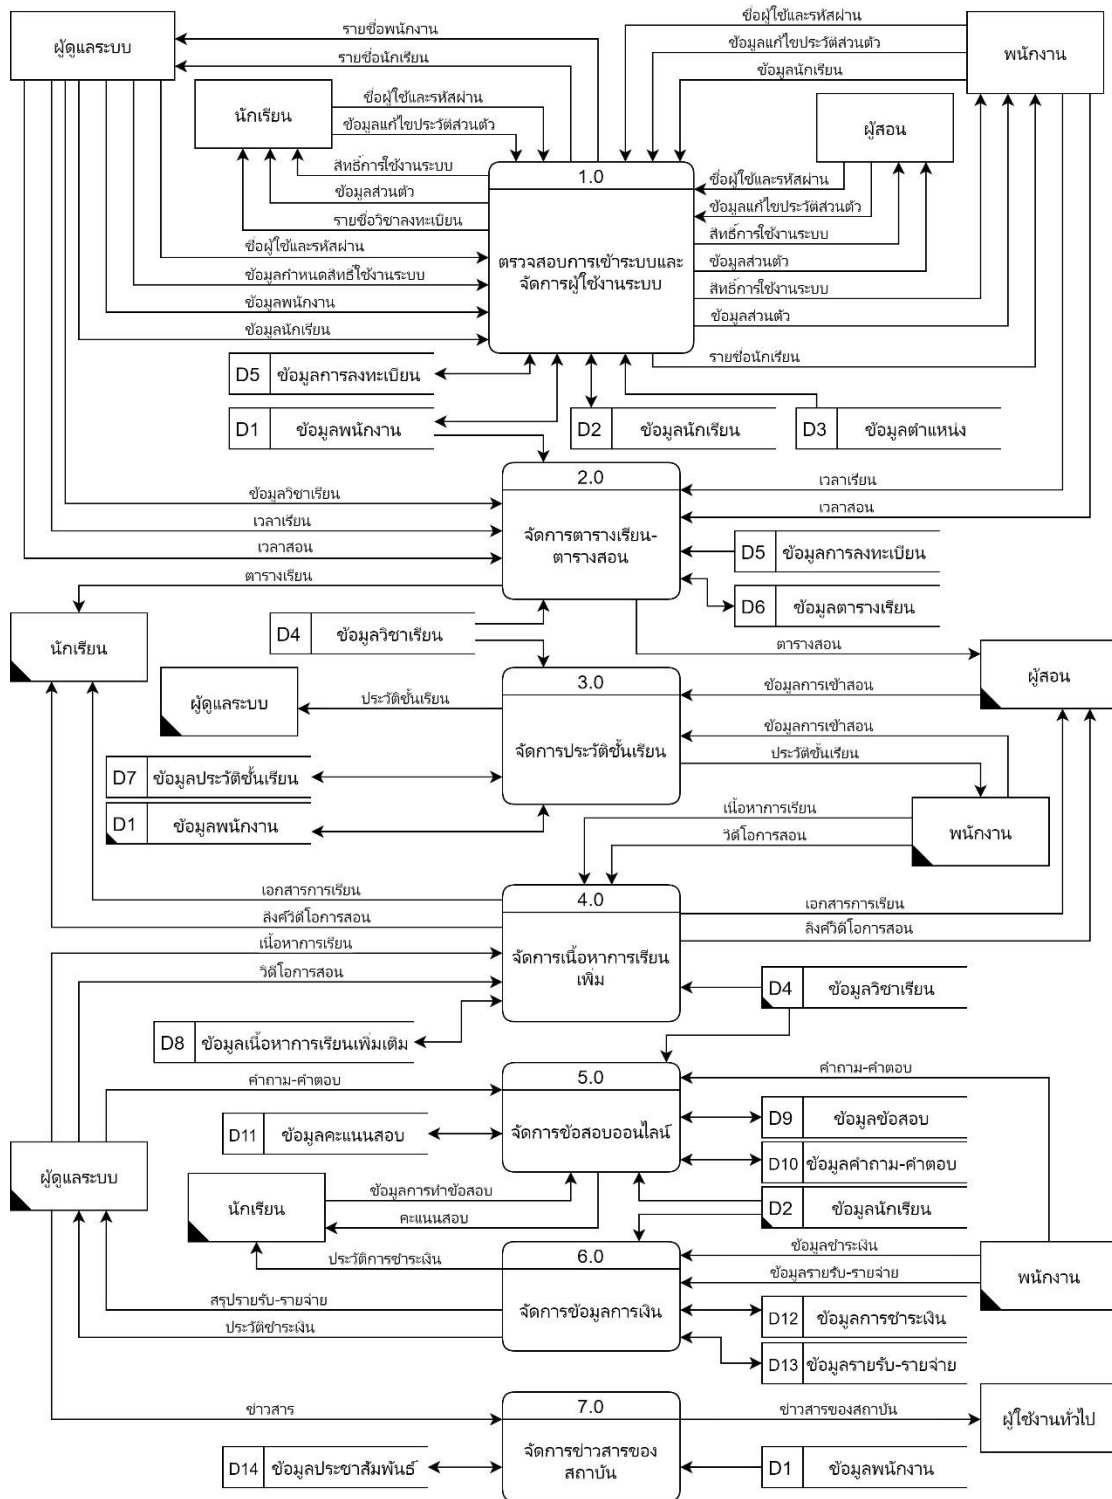 ผู้ดูแลระบบ
รายชื่อพนักงาน
รายชื่อนักเรียน
ชื่อผู้ใช้และรหัสผ่าน
ข้อมูลแก้ไขประวัติส่วนตัว
ข้อมูลนักเรียน
พนักงาน
นักเรียน
ชื่อผู้ใช้และรหัสผ่าน
ข้อมูลแก้ไขประวัติส่วนตัว
ผู้สอน
สิทธิ์การใช้งานระบบ
ข้อมูลส่วนตัว
รายชื่อวิชาลงทะเบียน
1.0
ตรวจสอบการเข้าระบบและ
จัดการผู้ใช้งานระบบ
ชื่อผู้ใช้และรหัสผ่าน
ข้อมูลแก้ไขประวัติส่วนตัว
สิทธิ์การใช้งานระบบ
ข้อมูลส่วนตัว
สิทธิ์การใช้งานระบบ
ข้อมูลส่วนตัว
รายชื่อนักเรียน
ชื่อผู้ใช้และรหัสผ่าน
ข้อมูลกำหนดสิทธิ์ใช้งานระบบ
ข้อมูลพนักงาน
ข้อมูลนักเรียน
D5 ข้อมูลการลงทะเบียน
D1 ข้อมูลพนักงาน
D2 ข้อมูลนักเรียน
D3 ข้อมูลตำแหน่ง
2.0
จัดการตารางเรียน-
ตารางสอน
ข้อมูลวิชาเรียน
เวลาเรียน
เวลาสอน
ตารางเรียน
เวลาเรียน
เวลาสอน
D5 ข้อมูลการลงทะเบียน
D6 ข้อมูลตารางเรียน
นักเรียน
D4 ข้อมูลวิชาเรียน
ตารางสอน
ผู้สอน
3.0
จัดการประวัติชั้นเรียน
ผู้ดูแลระบบ
ประวัติชั้นเรียน
ข้อมูลการเข้าสอน
ข้อมูลการเข้าสอน
ประวัติชั้นเรียน
D7 ข้อมูลประวัติชั้นเรียน
D1 ข้อมูลพนักงาน
เนื้อหาการเรียน
วิดีโอการสอน
พนักงาน
4.0
จัดการเนื้อหาการเรียน
เพิ่ม
เอกสารการเรียน
ลิงค์วิดีโอการสอน
เนื้อหาการเรียน
วิดีโอการสอน
เอกสารการเรียน
ลิงค์วิดีโอการสอน
D4 ข้อมูลวิชาเรียน
D8 ข้อมูลเนื้อหาการเรียนเพิ่มเติม
5.0
จัดการข้อสอบออนไลน์
คำถาม-คำตอบ
คำถาม-คำตอบ
D11 ข้อมูลคะแนนสอบ
D9 ข้อมูลข้อสอบ
D10 ข้อมูลคำถาม-คำตอบ
D2 ข้อมูลนักเรียน
ผู้ดูแลระบบ
นักเรียน
ข้อมูลการทำข้อสอบ
คะแนนสอบ
6.0
จัดการข้อมูลการเงิน
ประวัติการชำระเงิน
สรุปรายรับ-รายจ่าย
ประวัติชำระเงิน
ข้อมูลชำระเงิน
ข้อมูลรายรับ-รายจ่าย
พนักงาน
D12 ข้อมูลการชำระเงิน
D13 ข้อมูลรายรับ-รายจ่าย
7.0
จัดการข่าวสารของ
สถาบัน
ข่าวสาร
ข่าวสารของสถาบัน
ผู้ใช้งานทั่วไป
D14 ข้อมูลประชาสัมพันธ์
D1 ข้อมูลพนักงาน